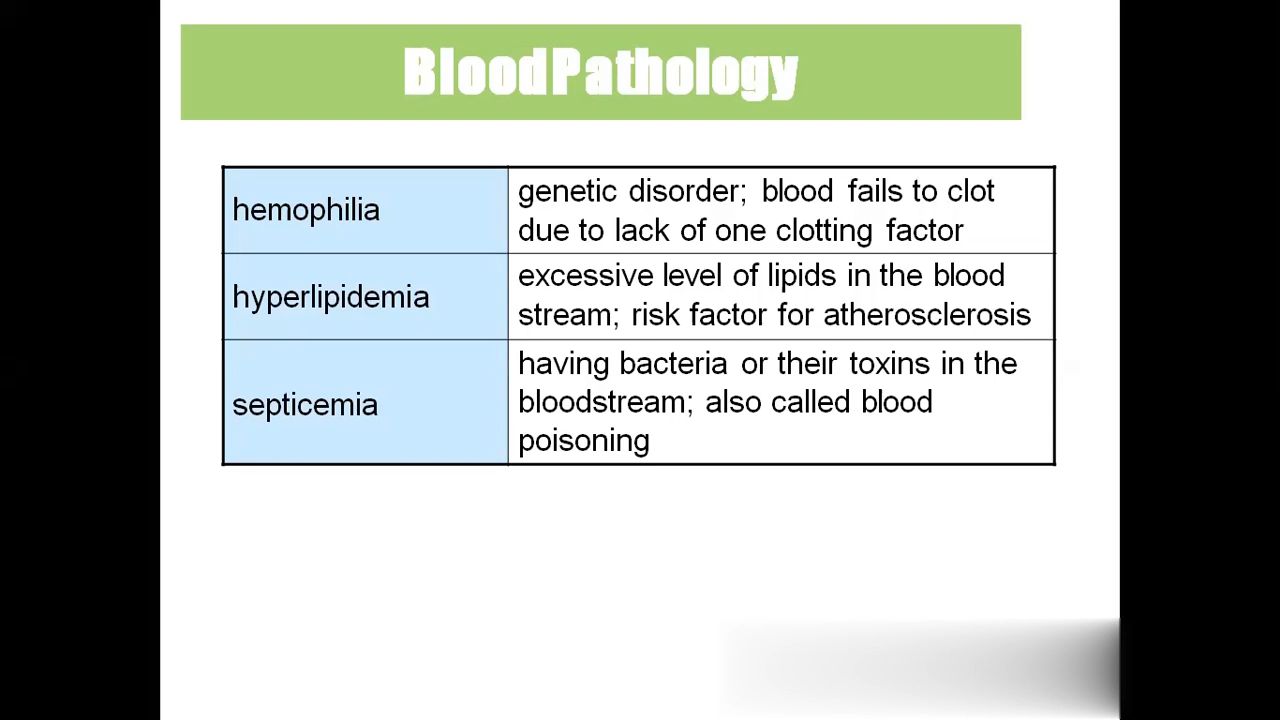 Blood Pathology
hemophilia
genetic disorder; blood fails to clot
due to lack of one clotting factor
hyperlipidemia
excessive level of lipids in the blood
stream; risk factor for atherosclerosis
septicemia
having bacteria or their toxins in the
bloodstream; also called blood
poisoning